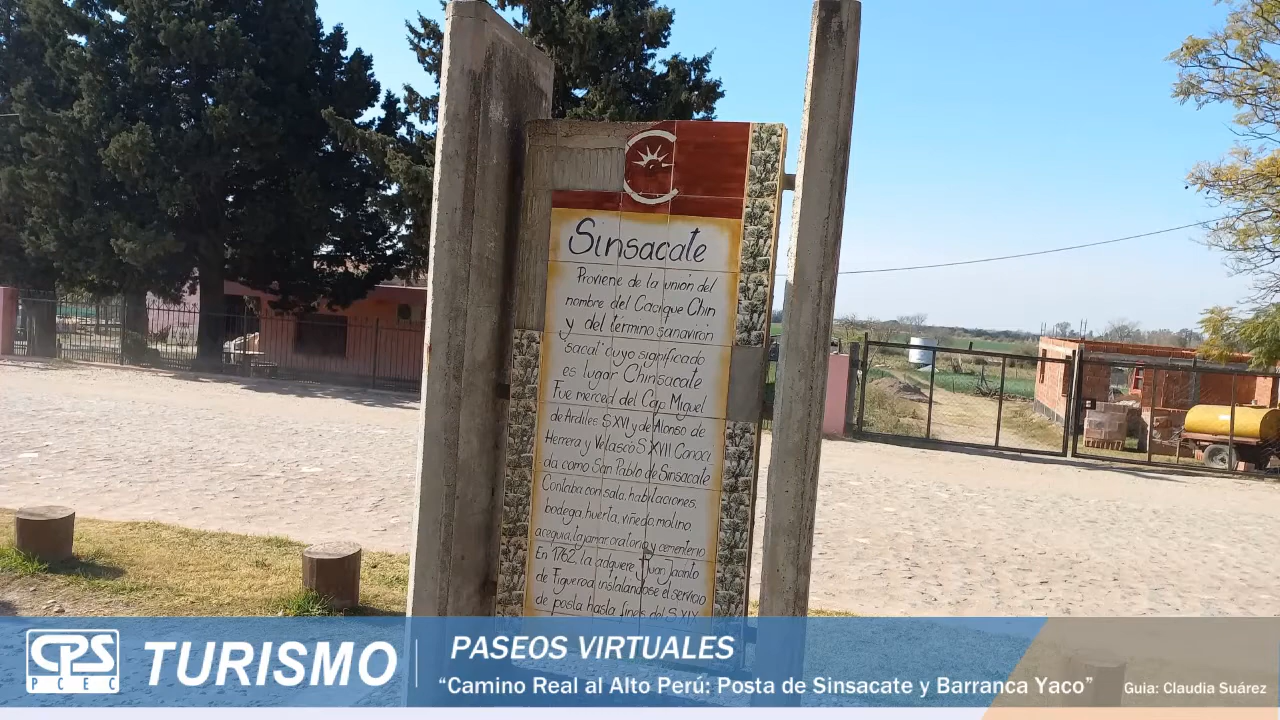 Sinsacate
Proviene de la unión del
nombre del Cacique Chin
y del término sanavirón
sacat cuyo significado
es lugar Chinsacate
Fue merced del Cap. Miguel
de Ardiles S.XVI y de Alonso de
Herrera y Velasco S.XVII Conoci
da como San Pablo de Sinsacate
Contaba con sala, habitaciones,
bodega, huerta, viñedo, molino
acequia, tajamar oratorio y cementerio
En 1762, la adquiere Juan Jacinto
de Figueroa instalandose el servicio
de posta hasta fines del S.XIX
CPS
PCEC
TURISMO
PASEOS VIRTUALES
“Camino Real al Alto Perú: Posta de Sinsacate y Barranca Yaco”
Guia: Claudia Suárez